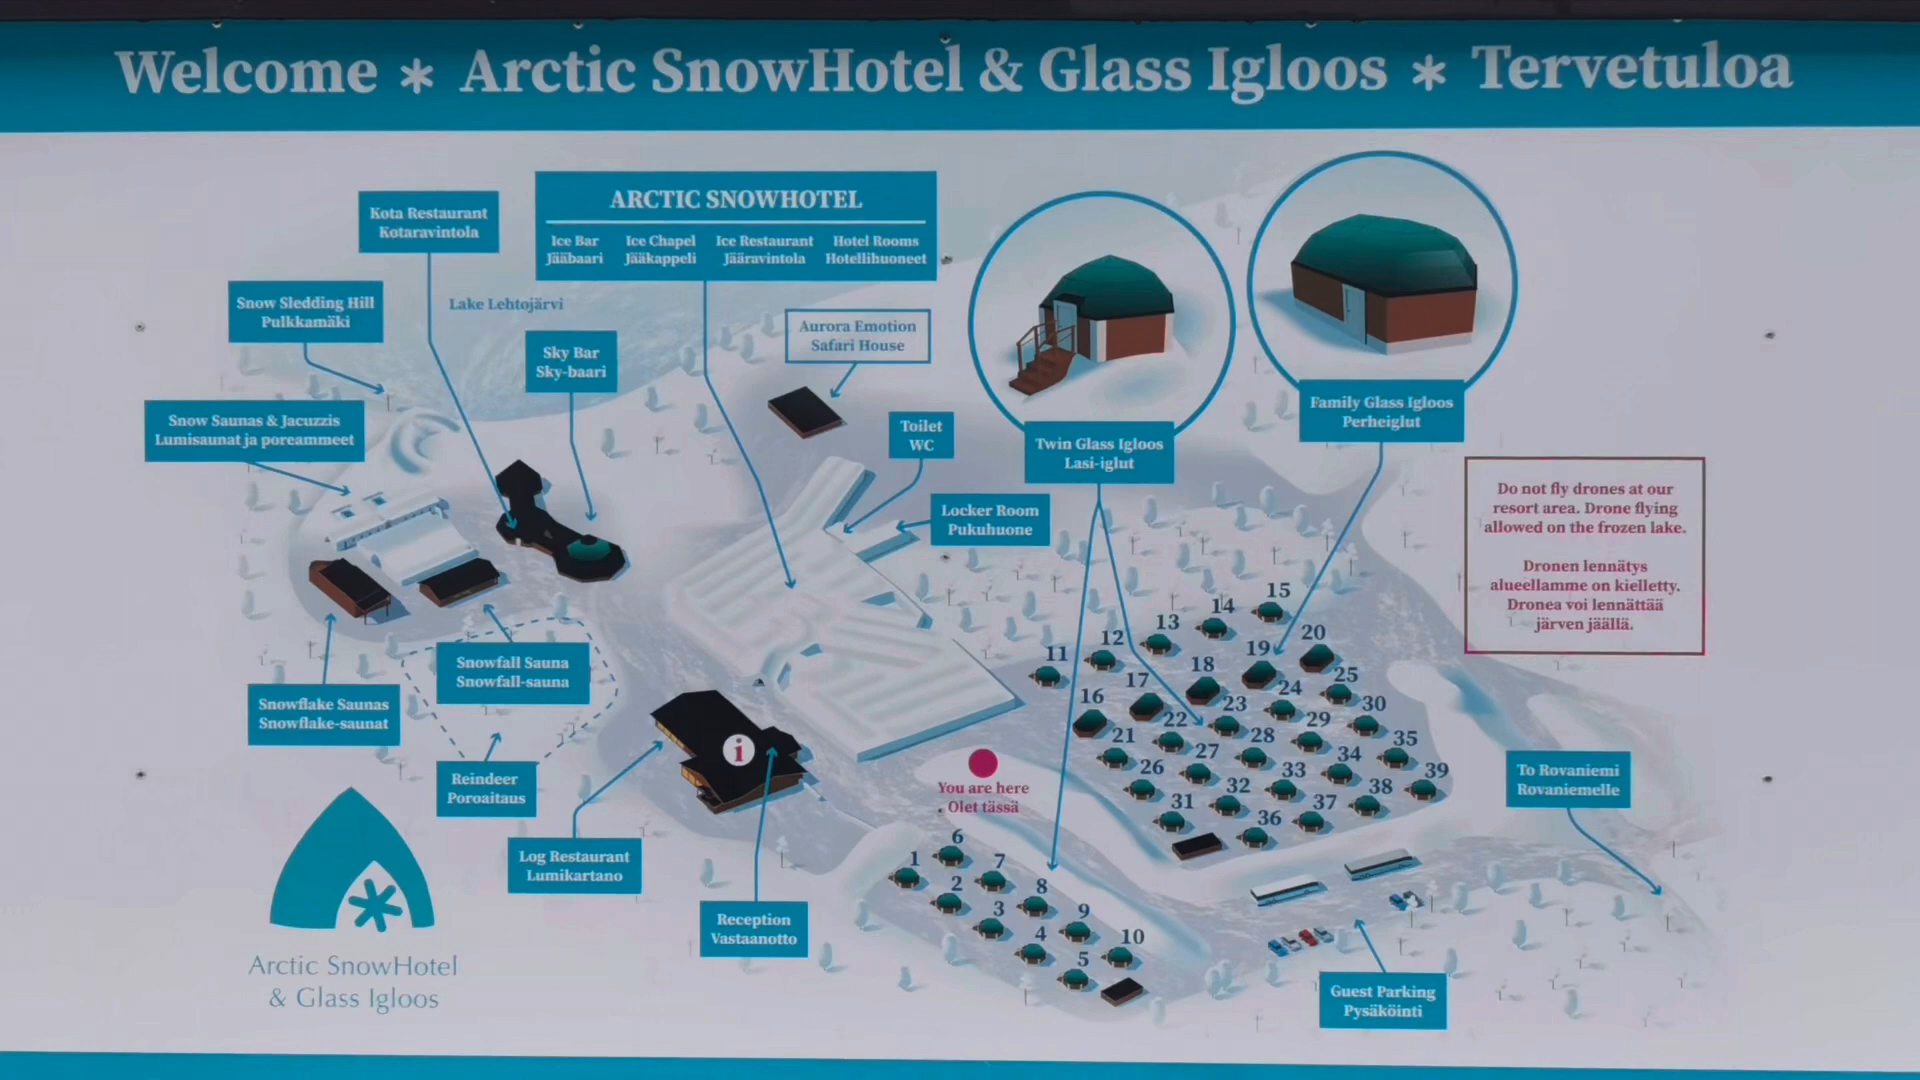 Welcome * Arctic SnowHotel & Glass Igloos * Tervetuloa
Kota Restaurant
Kotaravintola
ARCTIC SNOWHOTEL
Ice Bar
Jääbaari
Ice Chapel
Jääkappeli
Ice Restaurant
Jääravintola
Hotel Rooms
Hotellihuoneet
Snow Sledding Hill
Pulkkamäki
Lake Lehtojärvi
Sky Bar
Sky-baari
Aurora Emotion
Safari House
Snow Saunas & Jacuzzis
Lumisaunat ja poreammeet
Toilet
WC
Twin Glass Igloos
Lasi-iglut
Family Glass Igloos
Perheiglut
Locker Room
Pukuhuone
Do not fly drones at our
resort area. Drone flying
allowed on the frozen lake.
Dronen lennätys
alueellamme on kielletty.
Dronea voi lennättää
järven jäällä.
Snowfall Sauna
Snowfall-sauna
Snowflake Saunas
Snowflake-saunat
Reindeer
Poroaitaus
i
You are here
Olet tässä
Log Restaurant
Lumikartano
Reception
Vastaanotto
11
12
13
14
15
16
17
18
19
20
21
22
23
24
25
26
27
28
29
30
31
32
33
34
35
36
37
38
39
1
2
3
4
5
6
7
8
9
10
To Rovaniemi
Rovaniemelle
Guest Parking
Pysäköinti
Arctic SnowHotel
& Glass Igloos